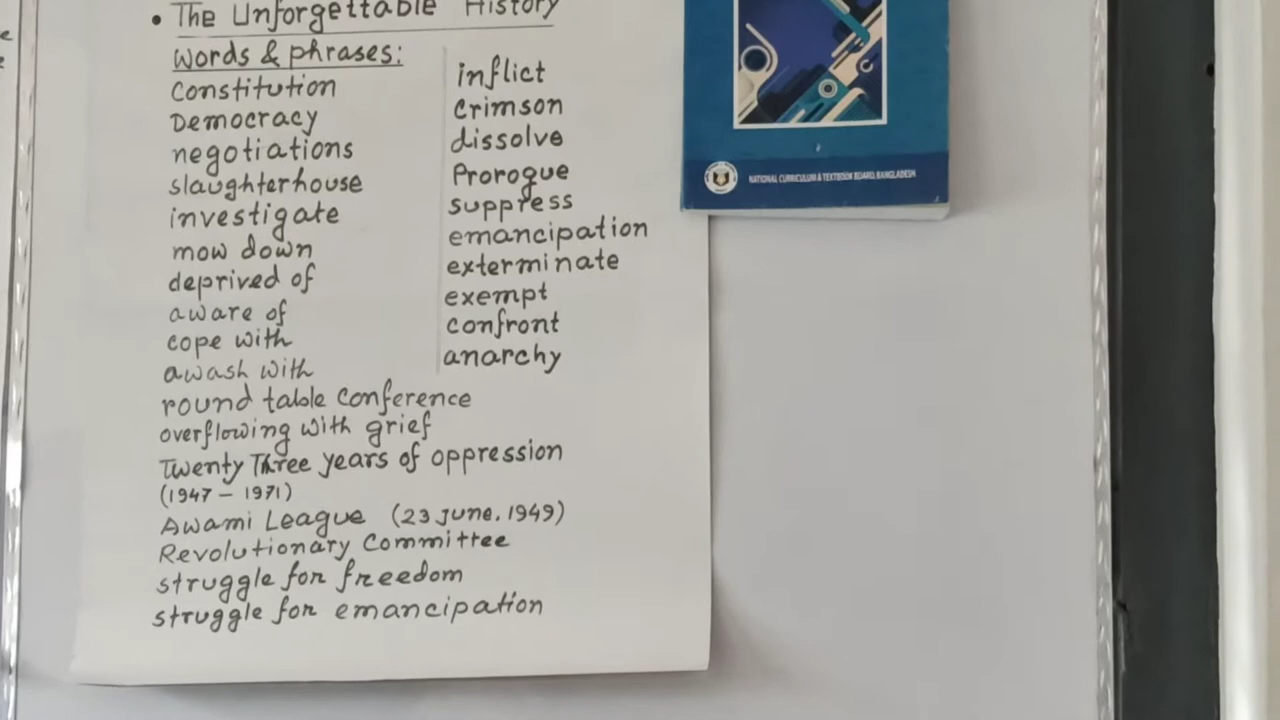 • The Unforgettable History
Words & phrases:
Constitution
Democracy
negotiations
slaughterhouse
investigate
mow down
deprived of
aware of
cope with
awash with
inflict
Crimson
dissolve
Prorogue
suppress
emancipation
exterminate
exempt
confront
anarchy
round table conference
overflowing with grief
Twenty Three years of oppression
(1947 – 1971)
Awami League (23 June, 1949)
Revolutionary Committee
struggle for freedom
struggle for emancipation
NATIONAL CURRICULUM & TEXTBOOK BOARD, BANGLADESH